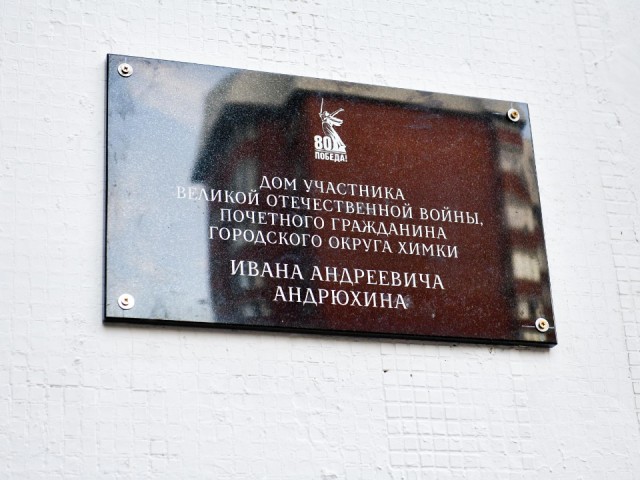 80
ПОБЕДА!
ДОМ УЧАСТНИКА
ВЕЛИКОЙ ОТЕЧЕСТВЕННОЙ ВОЙНЫ,
ПОЧЕТНОГО ГРАЖДАНИНА
ГОРОДСКОГО ОКРУГА ХИМКИ
ИВАНА АНДРЕЕВИЧА
АНДРЮХИНА